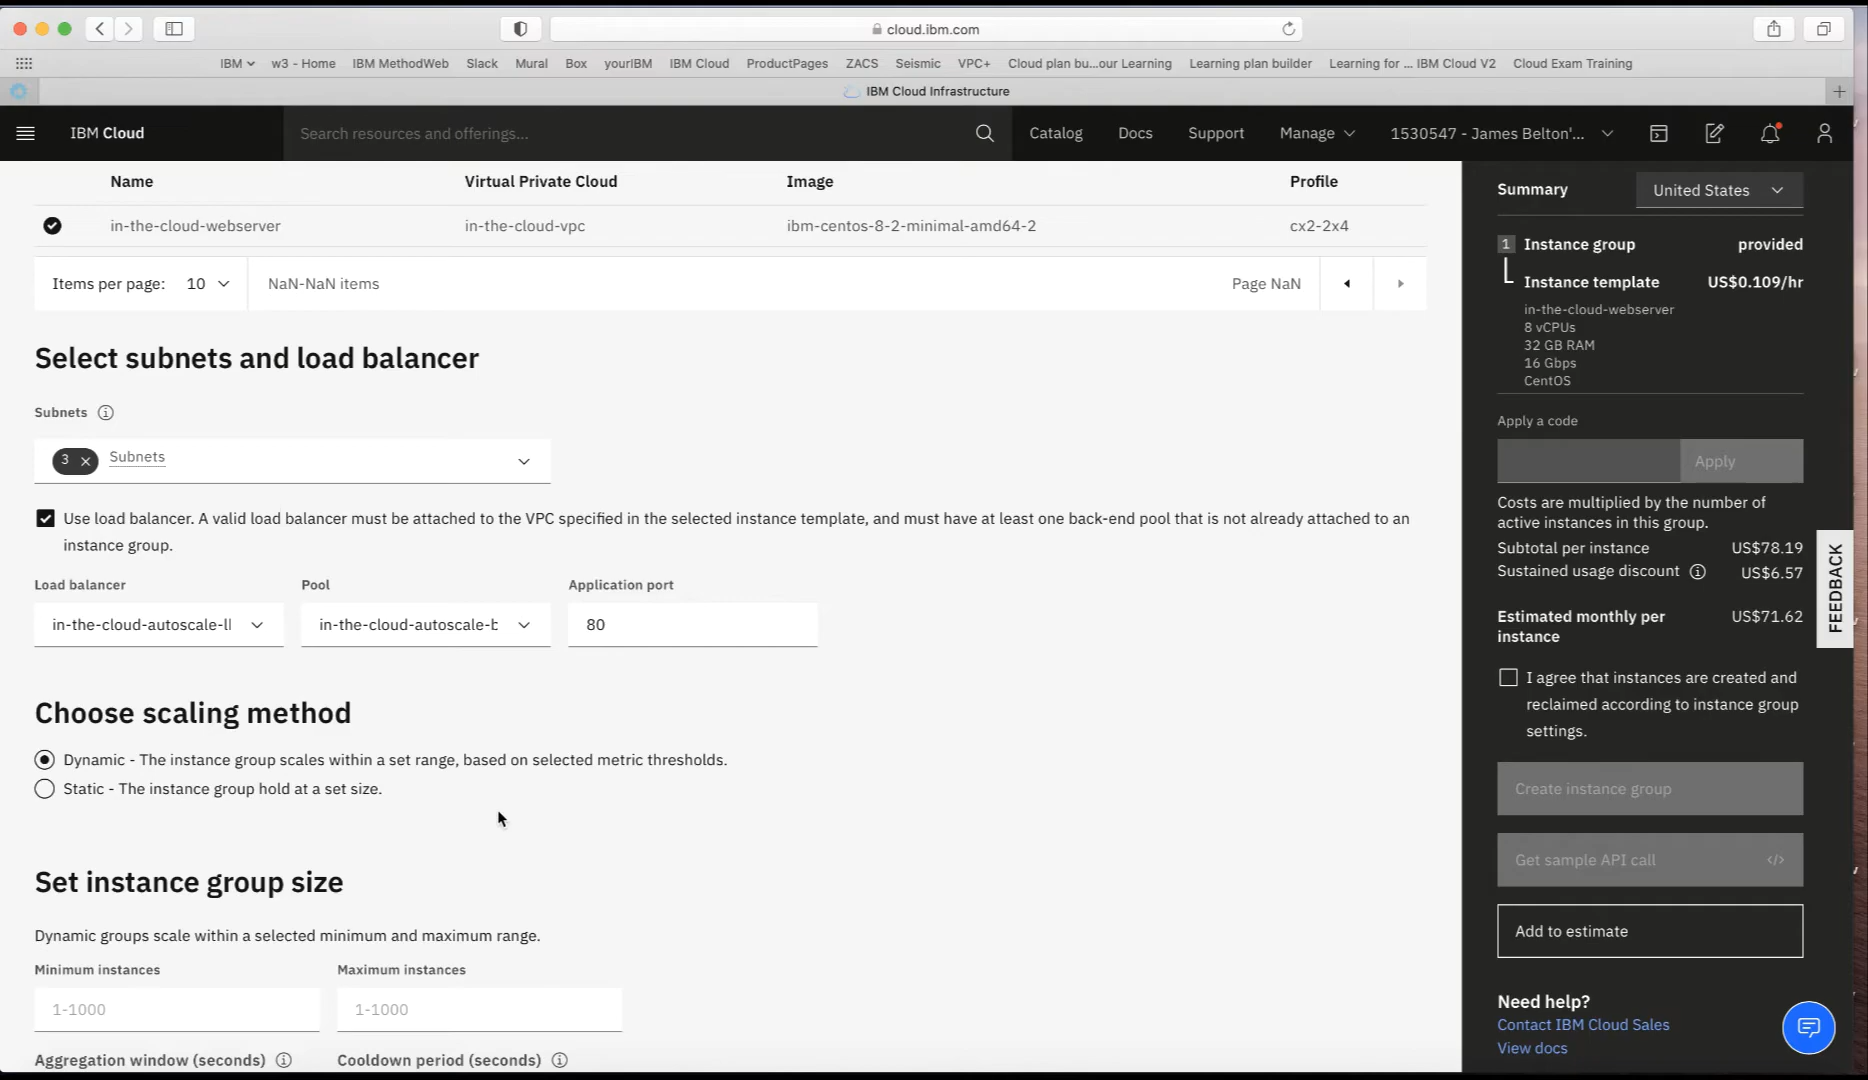 cloud.ibm.com
IBM
w3 - Home
IBM MethodWeb
Slack
Mural
Box
yourIBM
IBM Cloud
ProductPages
ZACS
Seismic
VPC+
Cloud plan bu...our Learning
Learning plan builder
Learning for ... IBM Cloud V2
Cloud Exam Training
IBM Cloud Infrastructure
IBM Cloud
Search resources and offerings...
Catalog
Docs
Support
Manage
1530547 - James Belton'...
Name
Virtual Private Cloud
Image
Profile
in-the-cloud-webserver
in-the-cloud-vpc
ibm-centos-8-2-minimal-amd64-2
cx2-2x4
Items per page: 10
NaN-NaN items
Page NaN
Select subnets and load balancer
Subnets
3 × Subnets
Use load balancer. A valid load balancer must be attached to the VPC specified in the selected instance template, and must have at least one back-end pool that is not already attached to an
instance group.
Load balancer
Pool
Application port
in-the-cloud-autoscale-ll
in-the-cloud-autoscale-b
80
Choose scaling method
Dynamic - The instance group scales within a set range, based on selected metric thresholds.
Static - The instance group hold at a set size.
Set instance group size
Dynamic groups scale within a selected minimum and maximum range.
Minimum instances
Maximum instances
1-1000
1-1000
Aggregation window (seconds)
Cooldown period (seconds)
Summary
United States
1 Instance group provided
Instance template US$0.109/hr
in-the-cloud-webserver
8 vCPUs
32 GB RAM
16 Gbps
CentOS
Apply a code
Apply
Costs are multiplied by the number of
active instances in this group.
Subtotal per instance US$78.19
Sustained usage discount US$6.57
Estimated monthly per US$71.62
instance
I agree that instances are created and
reclaimed according to instance group
settings.
Create instance group
Get sample API call </>
Add to estimate
Need help?
Contact IBM Cloud Sales
View docs
FEEDBACK